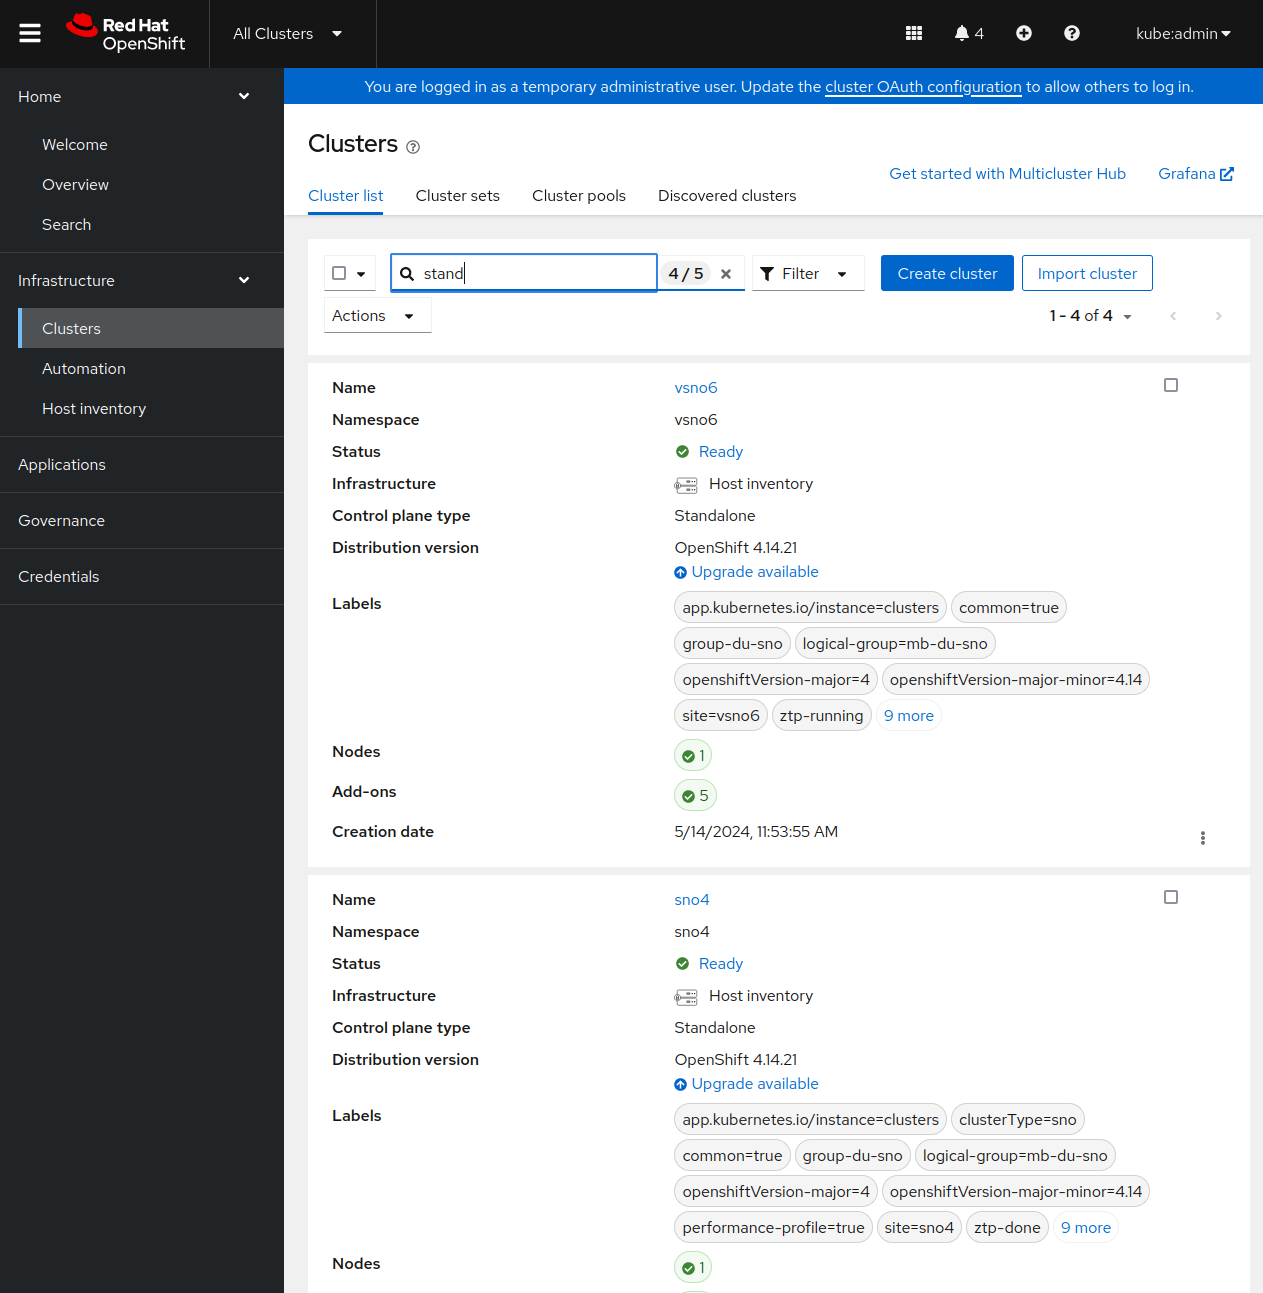 Red Hat
OpenShift
All Clusters
4
kube:admin
Home
Welcome
Overview
Search
Infrastructure
Clusters
Automation
Host inventory
Applications
Governance
Credentials
You are logged in as a temporary administrative user. Update the cluster OAuth configuration to allow others to log in.
Clusters
Get started with Multicluster Hub Grafana
Cluster list Cluster sets Cluster pools Discovered clusters
stand 4 / 5 Filter Create cluster Import cluster
Actions 1 - 4 of 4
Name vsno6
Namespace vsno6
Status Ready
Infrastructure Host inventory
Control plane type Standalone
Distribution version OpenShift 4.14.21
Upgrade available
Labels app.kubernetes.io/instance=clusters common=true
group-du-sno logical-group=mb-du-sno
openshiftVersion-major=4 openshiftVersion-major-minor=4.14
site=vsno6 ztp-running 9 more
Nodes 1
Add-ons 5
Creation date 5/14/2024, 11:53:55 AM
Name sno4
Namespace sno4
Status Ready
Infrastructure Host inventory
Control plane type Standalone
Distribution version OpenShift 4.14.21
Upgrade available
Labels app.kubernetes.io/instance=clusters clusterType=sno
common=true group-du-sno logical-group=mb-du-sno
openshiftVersion-major=4 openshiftVersion-major-minor=4.14
performance-profile=true site=sno4 ztp-done 9 more
Nodes 1